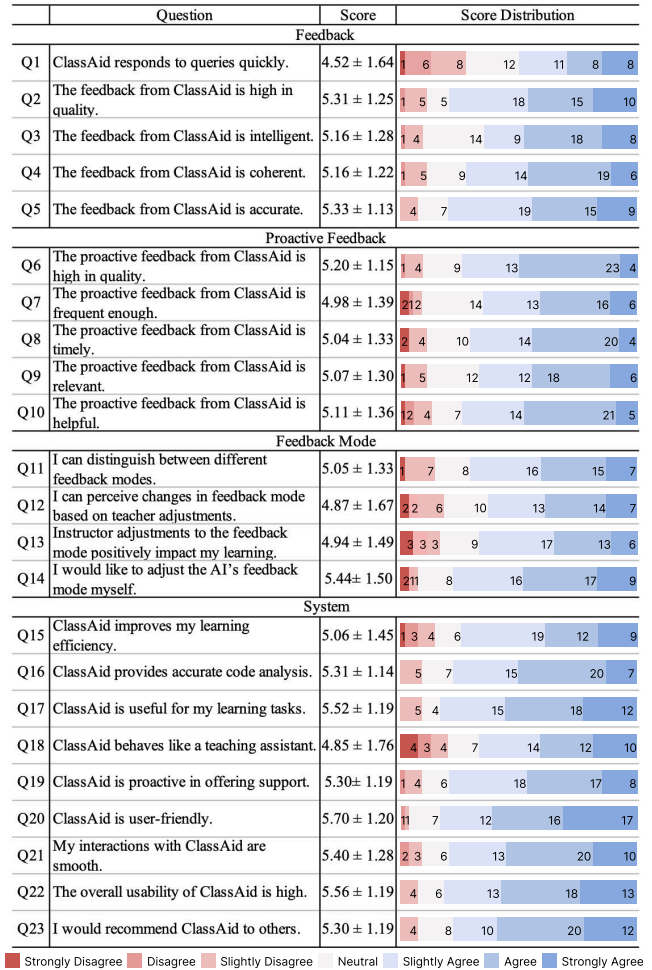 Question Score Score Distribution
Feedback
Q1 ClassAid responds to queries quickly. 4.52 ± 1.64 1 6 8 12 11 8 8
Q2 The feedback from ClassAid is high in
quality. 5.31 ± 1.25 1 5 5 18 15 10
Q3 The feedback from ClassAid is intelligent. 5.16 ± 1.28 1 4 14 9 18 8
Q4 The feedback from ClassAid is coherent. 5.16 ± 1.22 1 5 9 14 19 6
Q5 The feedback from ClassAid is accurate. 5.33 ± 1.13 4 7 19 15 9
Proactive Feedback
Q6 The proactive feedback from ClassAid is
high in quality. 5.20 ± 1.15 1 4 9 13 23 4
Q7 The proactive feedback from ClassAid is
frequent enough. 4.98 ± 1.39 2 1 2 14 13 16 6
Q8 The proactive feedback from ClassAid is
timely. 5.04 ± 1.33 2 4 10 14 20 4
Q9 The proactive feedback from ClassAid is
relevant. 5.07 ± 1.30 1 5 12 12 18 6
Q10 The proactive feedback from ClassAid is
helpful. 5.11 ± 1.36 1 2 4 7 14 21 5
Feedback Mode
Q11 I can distinguish between different
feedback modes. 5.05 ± 1.33 1 7 8 16 15 7
Q12 I can perceive changes in feedback mode
based on teacher adjustments. 4.87 ± 1.67 2 2 6 10 13 14 7
Q13 Instructor adjustments to the feedback
mode positively impact my learning. 4.94 ± 1.49 3 3 3 9 17 13 6
Q14 I would like to adjust the AI's feedback
mode myself. 5.44± 1.50 2 1 1 8 16 17 9
System
Q15 ClassAid improves my learning
efficiency. 5.06 ± 1.45 1 3 4 6 19 12 9
Q16 ClassAid provides accurate code analysis. 5.31 ± 1.14 5 7 15 20 7
Q17 ClassAid is useful for my learning tasks. 5.52 ± 1.19 5 4 15 18 12
Q18 ClassAid behaves like a teaching assistant. 4.85 ± 1.76 4 3 4 7 14 12 10
Q19 ClassAid is proactive in offering support. 5.30± 1.19 1 4 6 18 17 8
Q20 ClassAid is user-friendly. 5.70 ± 1.20 1 1 7 12 16 17
Q21 My interactions with ClassAid are
smooth. 5.40 ± 1.28 2 3 6 13 20 10
Q22 The overall usability of ClassAid is high. 5.56 ± 1.19 4 6 13 18 13
Q23 I would recommend ClassAid to others. 5.30 ± 1.19 4 8 10 20 12
Strongly Disagree Disagree Slightly Disagree Neutral Slightly Agree Agree Strongly Agree